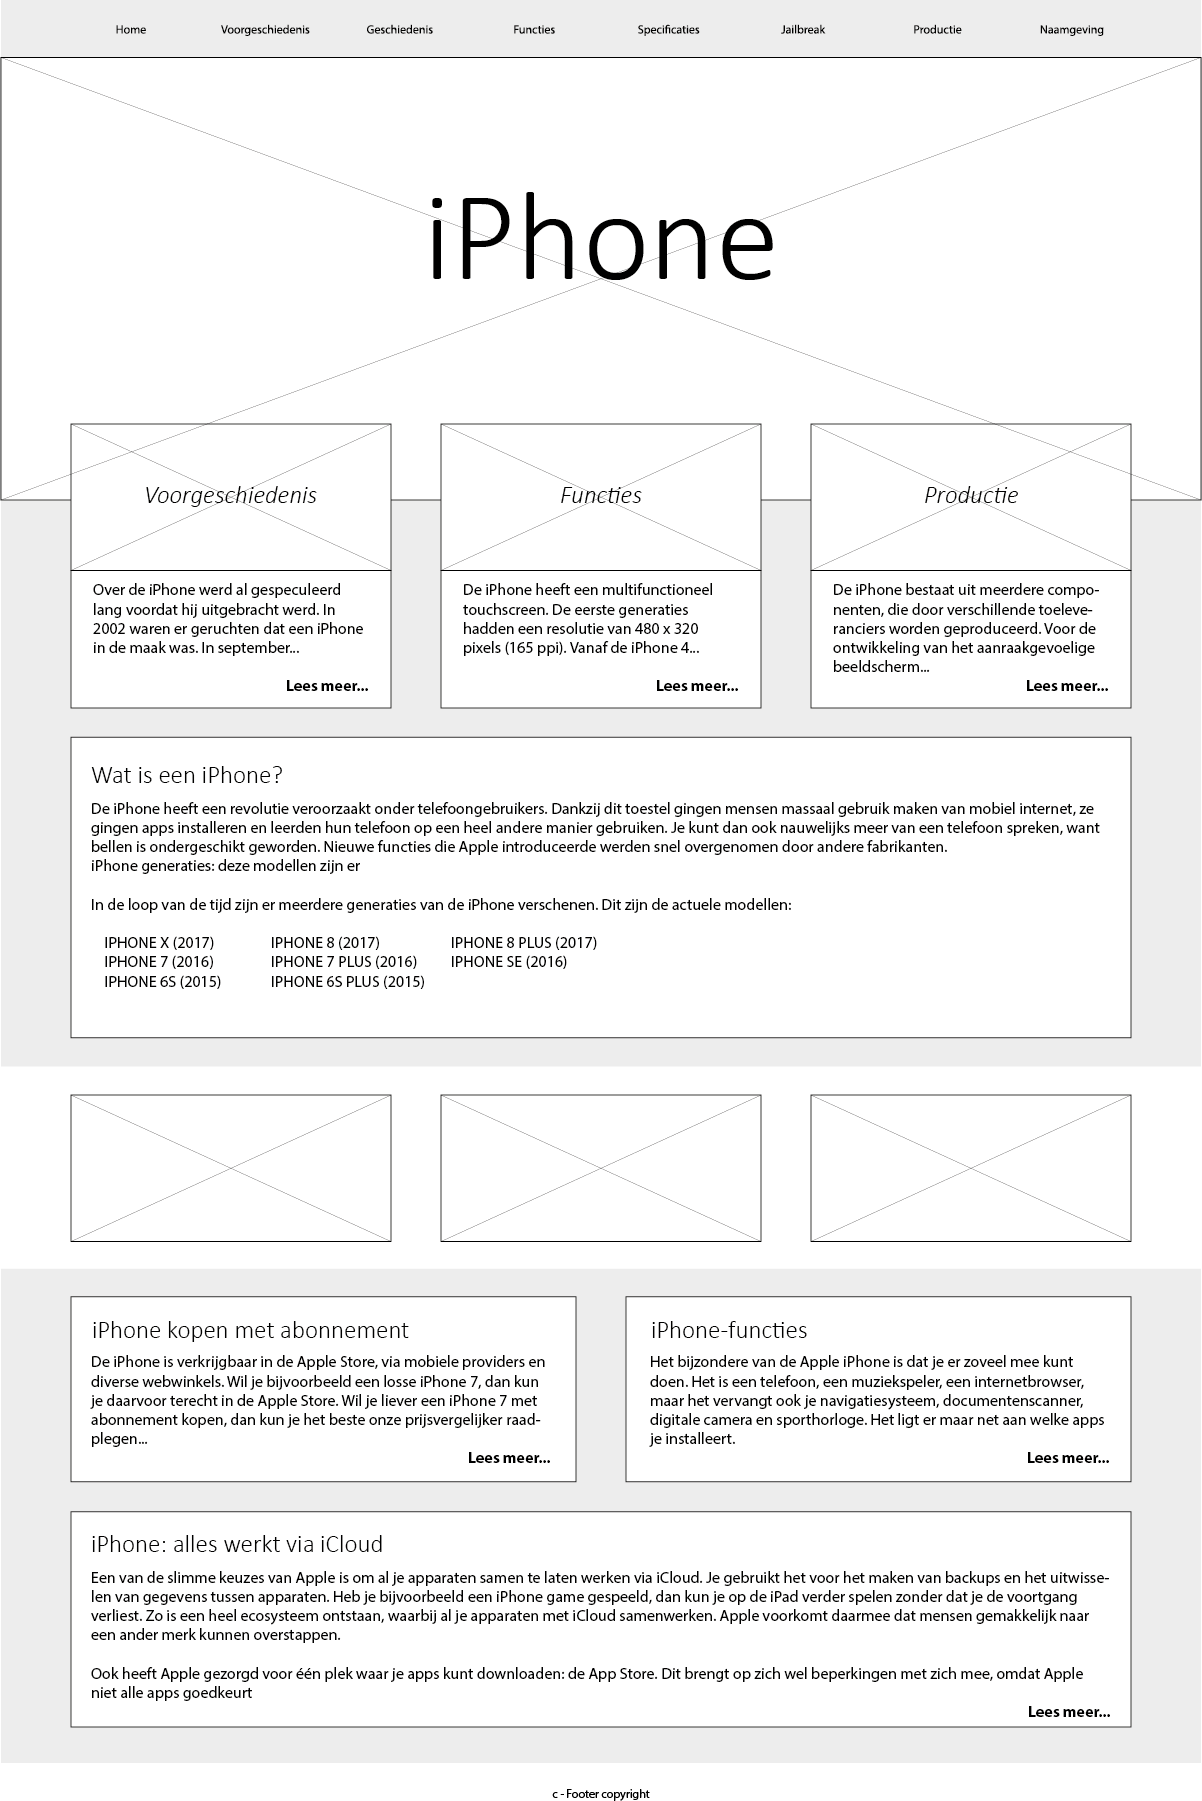 Home Voorgeschiedenis Geschiedenis Functies Specificaties Jailbreak Productie Naamgeving
iPhone
Voorgeschiedenis
Over de iPhone werd al gespeculeerd
lang voordat hij uitgebracht werd. In
2002 waren er geruchten dat een iPhone
in de maak was. In september...
Lees meer...
Functies
De iPhone heeft een multifunctioneel
touchscreen. De eerste generaties
hadden een resolutie van 480 x 320
pixels (165 ppi). Vanaf de iPhone 4...
Lees meer...
Productie
De iPhone bestaat uit meerdere compo-
nenten, die door verschillende toeleve-
ranciers worden geproduceerd. Voor de
ontwikkeling van het aanraakgevoelige
beeldscherm...
Lees meer...
Wat is een iPhone?
De iPhone heeft een revolutie veroorzaakt onder telefoongebruikers. Dankzij dit toestel gingen mensen massaal gebruik maken van mobiel internet, ze
gingen apps installeren en leerden hun telefoon op een heel andere manier gebruiken. Je kunt dan ook nauwelijks meer van een telefoon spreken, want
bellen is ondergeschikt geworden. Nieuwe functies die Apple introduceerde werden snel overgenomen door andere fabrikanten.
iPhone generaties: deze modellen zijn er
In de loop van de tijd zijn er meerdere generaties van de iPhone verschenen. Dit zijn de actuele modellen:
IPHONE X (2017) IPHONE 8 (2017) IPHONE 8 PLUS (2017)
IPHONE 7 (2016) IPHONE 7 PLUS (2016) IPHONE SE (2016)
IPHONE 6S (2015) IPHONE 6S PLUS (2015)
iPhone kopen met abonnement
De iPhone is verkrijgbaar in de Apple Store, via mobiele providers en
diverse webwinkels. Wil je bijvoorbeeld een losse iPhone 7, dan kun
je daarvoor terecht in de Apple Store. Wil je liever een iPhone 7 met
abonnement kopen, dan kun je het beste onze prijsvergelijker raad-
plegen...
Lees meer...
iPhone-functies
Het bijzondere van de Apple iPhone is dat je er zoveel mee kunt
doen. Het is een telefoon, een muziekspeler, een internetbrowser,
maar het vervangt ook je navigatiesysteem, documentenscanner,
digitale camera en sporthorloge. Het ligt er maar net aan welke apps
je installeert.
Lees meer...
iPhone: alles werkt via iCloud
Een van de slimme keuzes van Apple is om al je apparaten samen te laten werken via iCloud. Je gebruikt het voor het maken van backups en het uitwisse-
len van gegevens tussen apparaten. Heb je bijvoorbeeld een iPhone game gespeeld, dan kun je op de iPad verder spelen zonder dat je de voortgang
verliest. Zo is een heel ecosysteem ontstaan, waarbij al je apparaten met iCloud samenwerken. Apple voorkomt daarmee dat mensen gemakkelijk naar
een ander merk kunnen overstappen.
Ook heeft Apple gezorgd voor één plek waar je apps kunt downloaden: de App Store. Dit brengt op zich wel beperkingen met zich mee, omdat Apple
niet alle apps goedkeurt
Lees meer...
c - Footer copyright